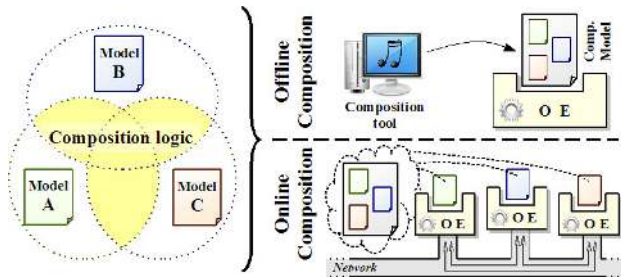 Model
B
Composition logic
Model
A
Model
C
Offline
Composition
Composition
tool
Comp.
Model
O E
Online
Composition
O E
O E
O E
Network